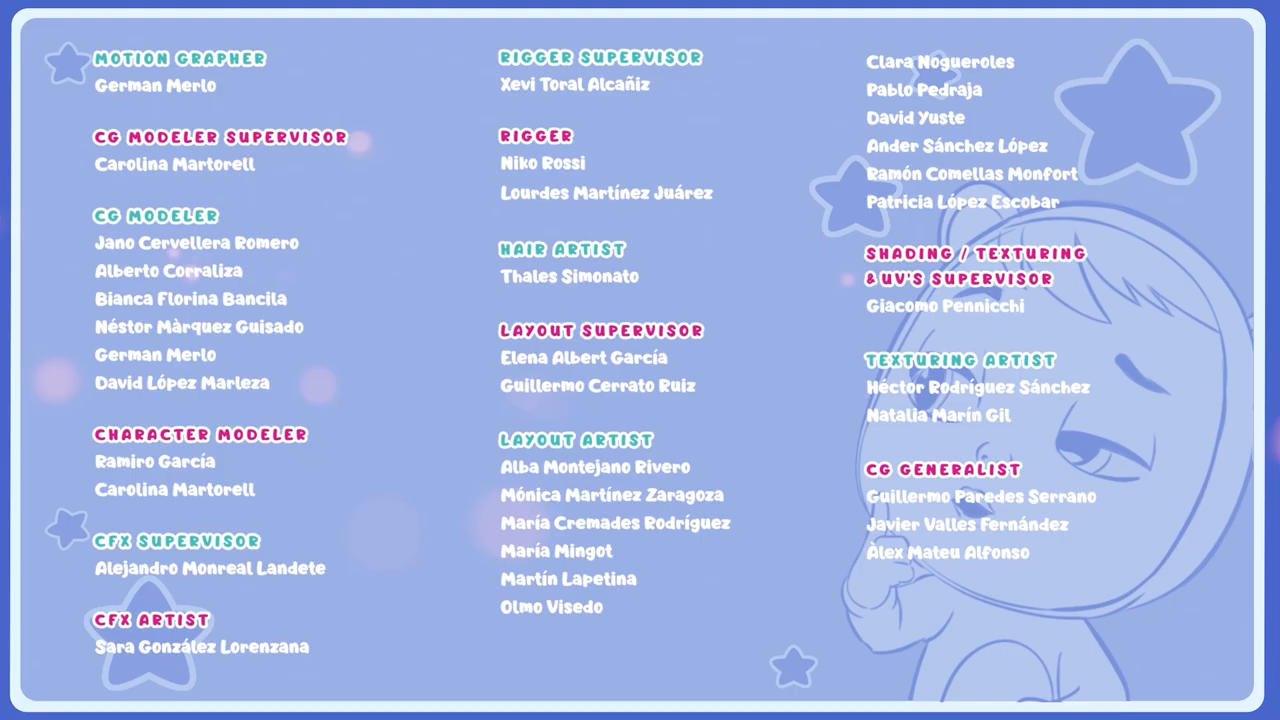 MOTION GRAPHER
German Merlo
CG MODELER SUPERVISOR
Carolina Martorell
CG MODELER
Jano Cervellera Romero
Alberto Corraliza
Bianca Florina Bancila
Néstor Màrquez Guisado
German Merlo
David López Marleza
CHARACTER MODELER
Ramiro García
Carolina Martorell
CFX SUPERVISOR
Alejandro Monreal Landete
CFX ARTIST
Sara González Lorenzana
RIGGER SUPERVISOR
Xevi Toral Alcañiz
RIGGER
Niko Rossi
Lourdes Martínez Juárez
HAIR ARTIST
Thales Simonato
LAYOUT SUPERVISOR
Elena Albert García
Guillermo Cerrato Ruiz
LAYOUT ARTIST
Alba Montejano Rivero
Mónica Martínez Zaragoza
María Cremades Rodríguez
María Mingot
Martín Lapetina
Olmo Visedo
Clara Nogueroles
Pablo Pedraja
David Yuste
Ander Sánchez López
Ramón Comellas Monfort
Patricia López Escobar
SHADING / TEXTURING
& UV'S SUPERVISOR
Giacomo Pennicchi
TEXTURING ARTIST
Héctor Rodríguez Sánchez
Natalia Marín Gil
CG GENERALIST
Guillermo Paredes Serrano
Javier Valles Fernández
Àlex Mateu Alfonso